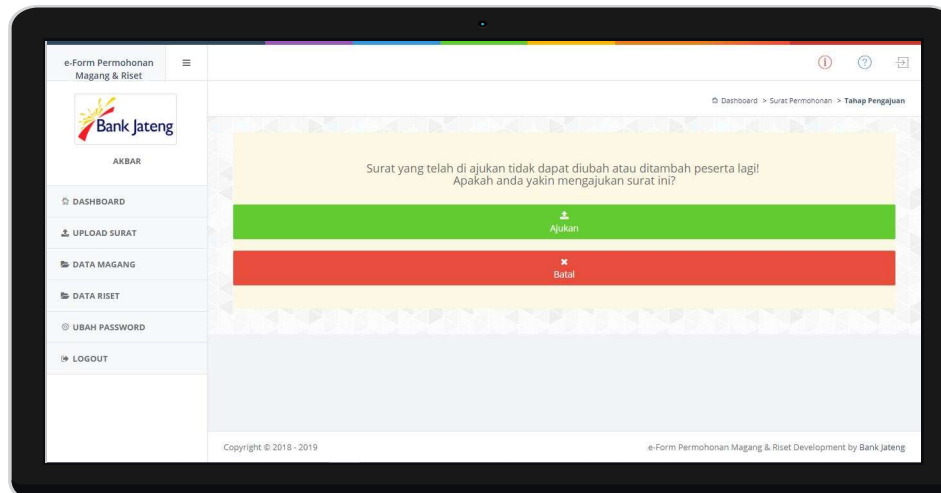 e-Form Permohonan
Magang & Riset
Bank Jateng
AKBAR
DASHBOARD
UPLOAD SURAT
DATA MAGANG
DATA RISET
UBAH PASSWORD
LOGOUT
Dashboard > Surat Permohonan > Tahap Pengajuan
Surat yang telah di ajukan tidak dapat diubah atau ditambah peserta lagi!
Apakah anda yakin mengajukan surat ini?
Ajukan
Batal
Copyright © 2018 - 2019
e-Form Permohonan Magang & Riset Development by Bank Jateng